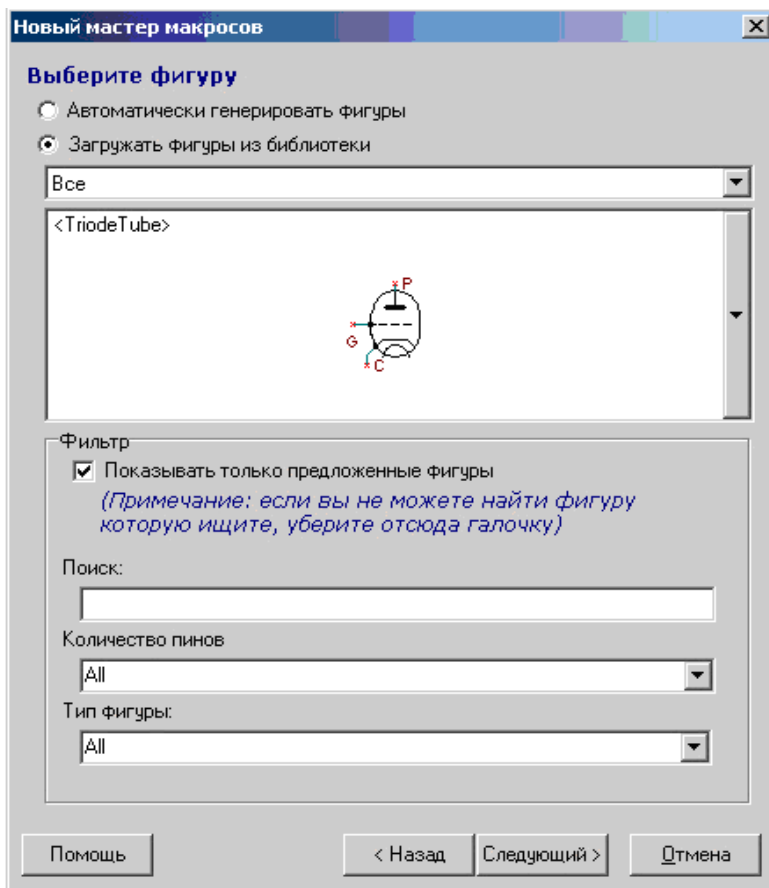 Новый мастер макросов
Выберите фигуру
Автоматически генерировать фигуры
Загружать фигуры из библиотеки
Все
<TriodeTube>
P
G
C
Фильтр
Показывать только предложенные фигуры
(Примечание: если вы не можете найти фигуру
которую ищите, уберите отсюда галочку)
Поиск:
Количество пинов
All
Тип фигуры:
All
Помощь
< Назад
Следующий >
Отмена